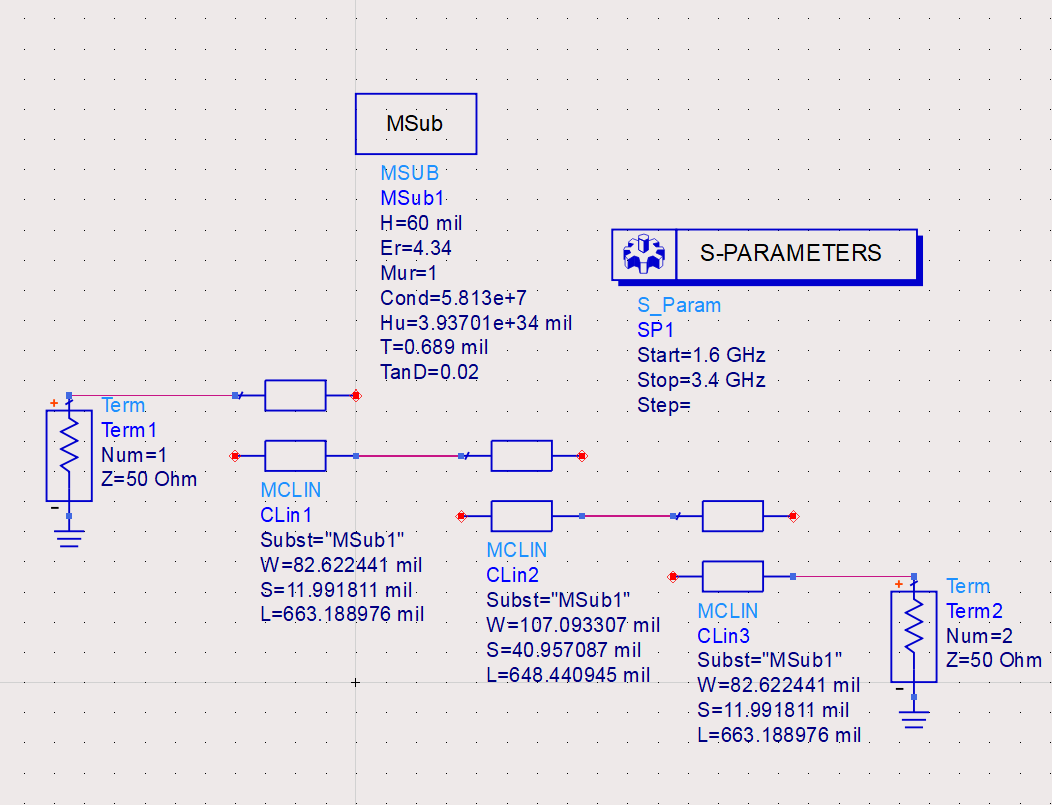 MSub
MSUB
MSub1
H=60 mil
Er=4.34
Mur=1
Cond=5.813e+7
Hu=3.93701e+34 mil
T=0.689 mil
TanD=0.02
S-PARAMETERS
S_Param
SP1
Start=1.6 GHz
Stop=3.4 GHz
Step=
+
Term
Term1
Num=1
Z=50 Ohm
−
MCLIN
CLin1
Subst="MSub1"
W=82.622441 mil
S=11.991811 mil
L=663.188976 mil
MCLIN
CLin2
Subst="MSub1"
W=107.093307 mil
S=40.957087 mil
L=648.440945 mil
MCLIN
CLin3
Subst="MSub1"
W=82.622441 mil
S=11.991811 mil
L=663.188976 mil
+
Term
Term2
Num=2
Z=50 Ohm
−